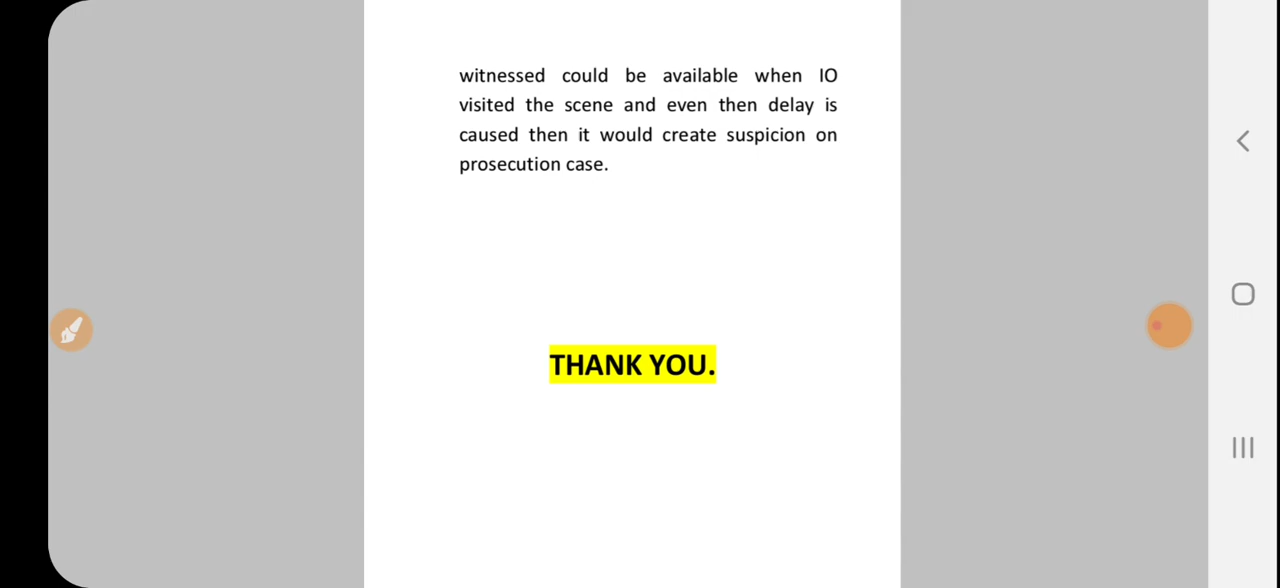 witnessed could be available when IO
visited the scene and even then delay is
caused then it would create suspicion on
prosecution case.
THANK YOU.